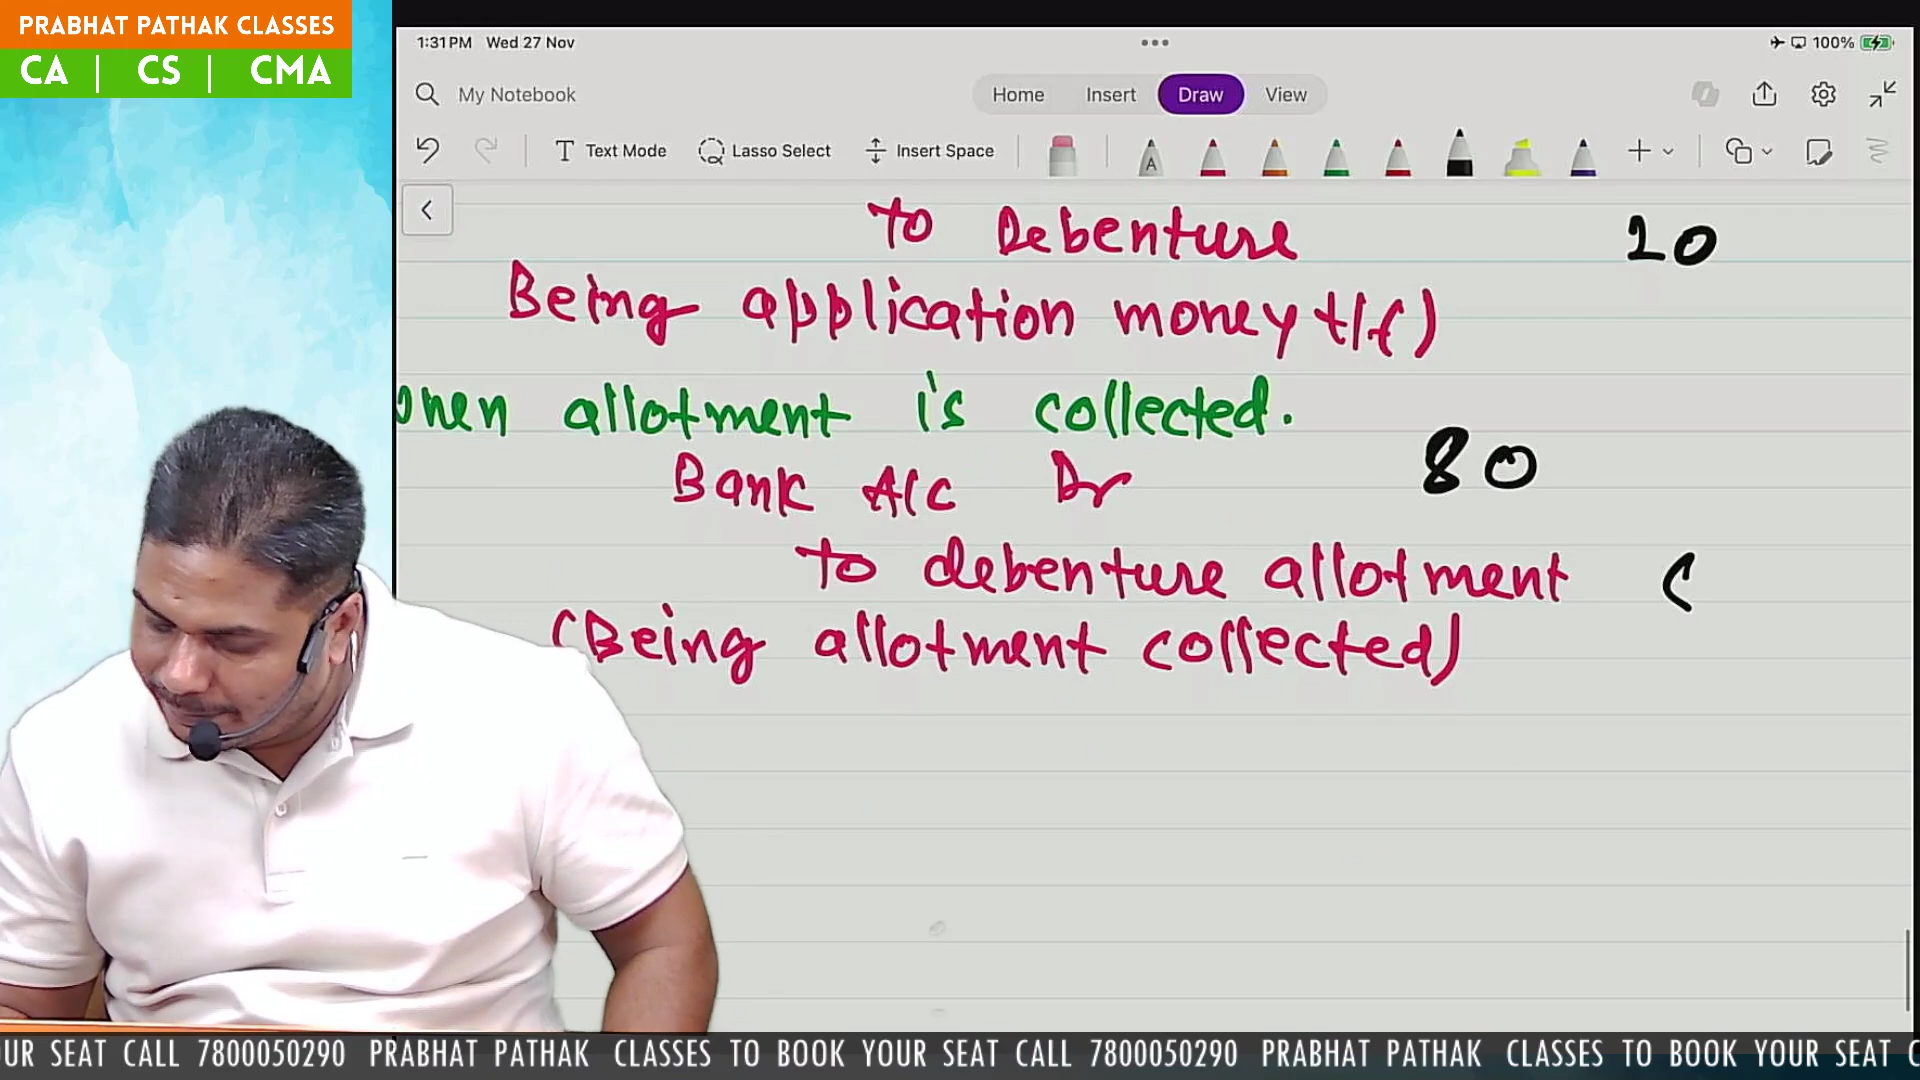 PRABHAT PATHAK CLASSES
CA | CS | CMA
1:31 PM Wed 27 Nov
100%
My Notebook
Home Insert Draw View
Text Mode Lasso Select Insert Space
A
to Debenture 20
Being application money t/f)
when allotment is collected.
Bank A/c Dr 80
to debenture allotment
(Being allotment collected)
OUR SEAT CALL 7800050290 PRABHAT PATHAK CLASSES TO BOOK YOUR SEAT CALL 7800050290 PRABHAT PATHAK CLASSES TO BOOK YOUR SEAT C